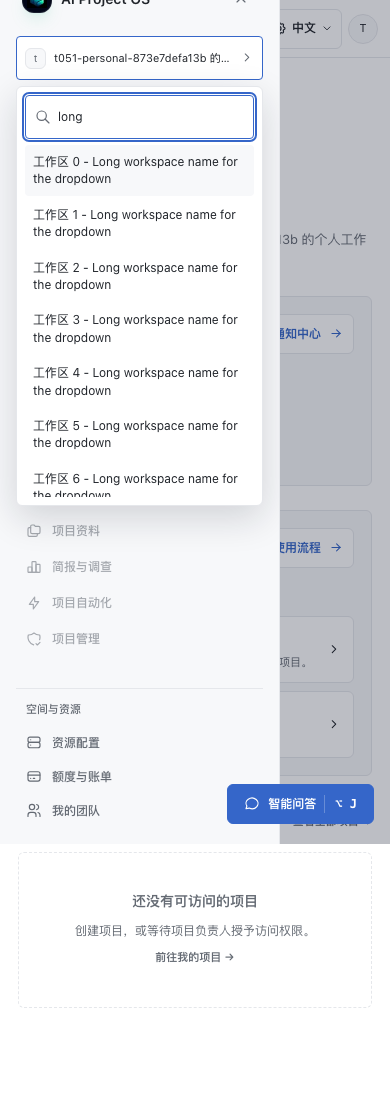 AI Project OS
中文
T
t
t051-personal-873e7defa13b 的...
long
工作区 0 - Long workspace name for
the dropdown
工作区 1 - Long workspace name for
the dropdown
工作区 2 - Long workspace name for
the dropdown
13b 的个人工作
工作区 3 - Long workspace name for
the dropdown
通知中心 →
工作区 4 - Long workspace name for
the dropdown
工作区 5 - Long workspace name for
the dropdown
工作区 6 - Long workspace name for
the dropdown
项目资料
使用流程 →
简报与调查
项目自动化
项目管理
项目。
空间与资源
资源配置
额度与账单
我的团队
智能问答 ⌥ J
还没有可访问的项目
创建项目，或等待项目负责人授予访问权限。
前往我的项目 →